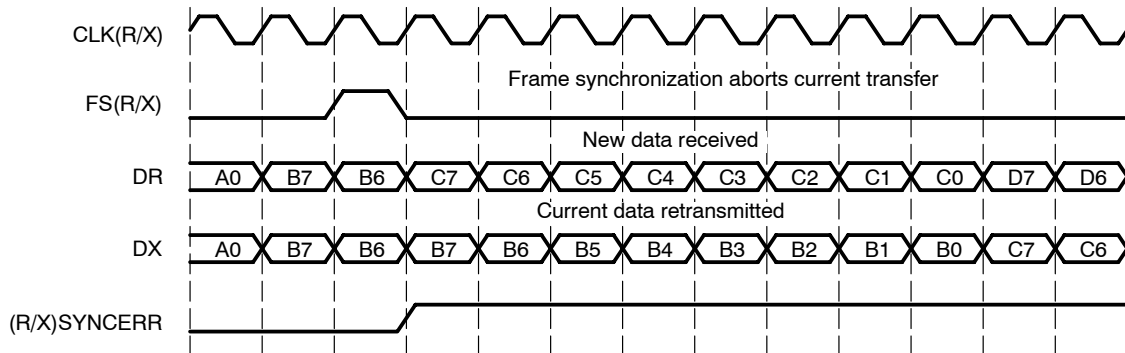 CLK(R/X)
Frame synchronization aborts current transfer
FS(R/X)
New data received
DR A0 B7 B6 C7 C6 C5 C4 C3 C2 C1 C0 D7 D6
Current data retransmitted
DX A0 B7 B6 B7 B6 B5 B4 B3 B2 B1 B0 C7 C6
(R/X)SYNCERR